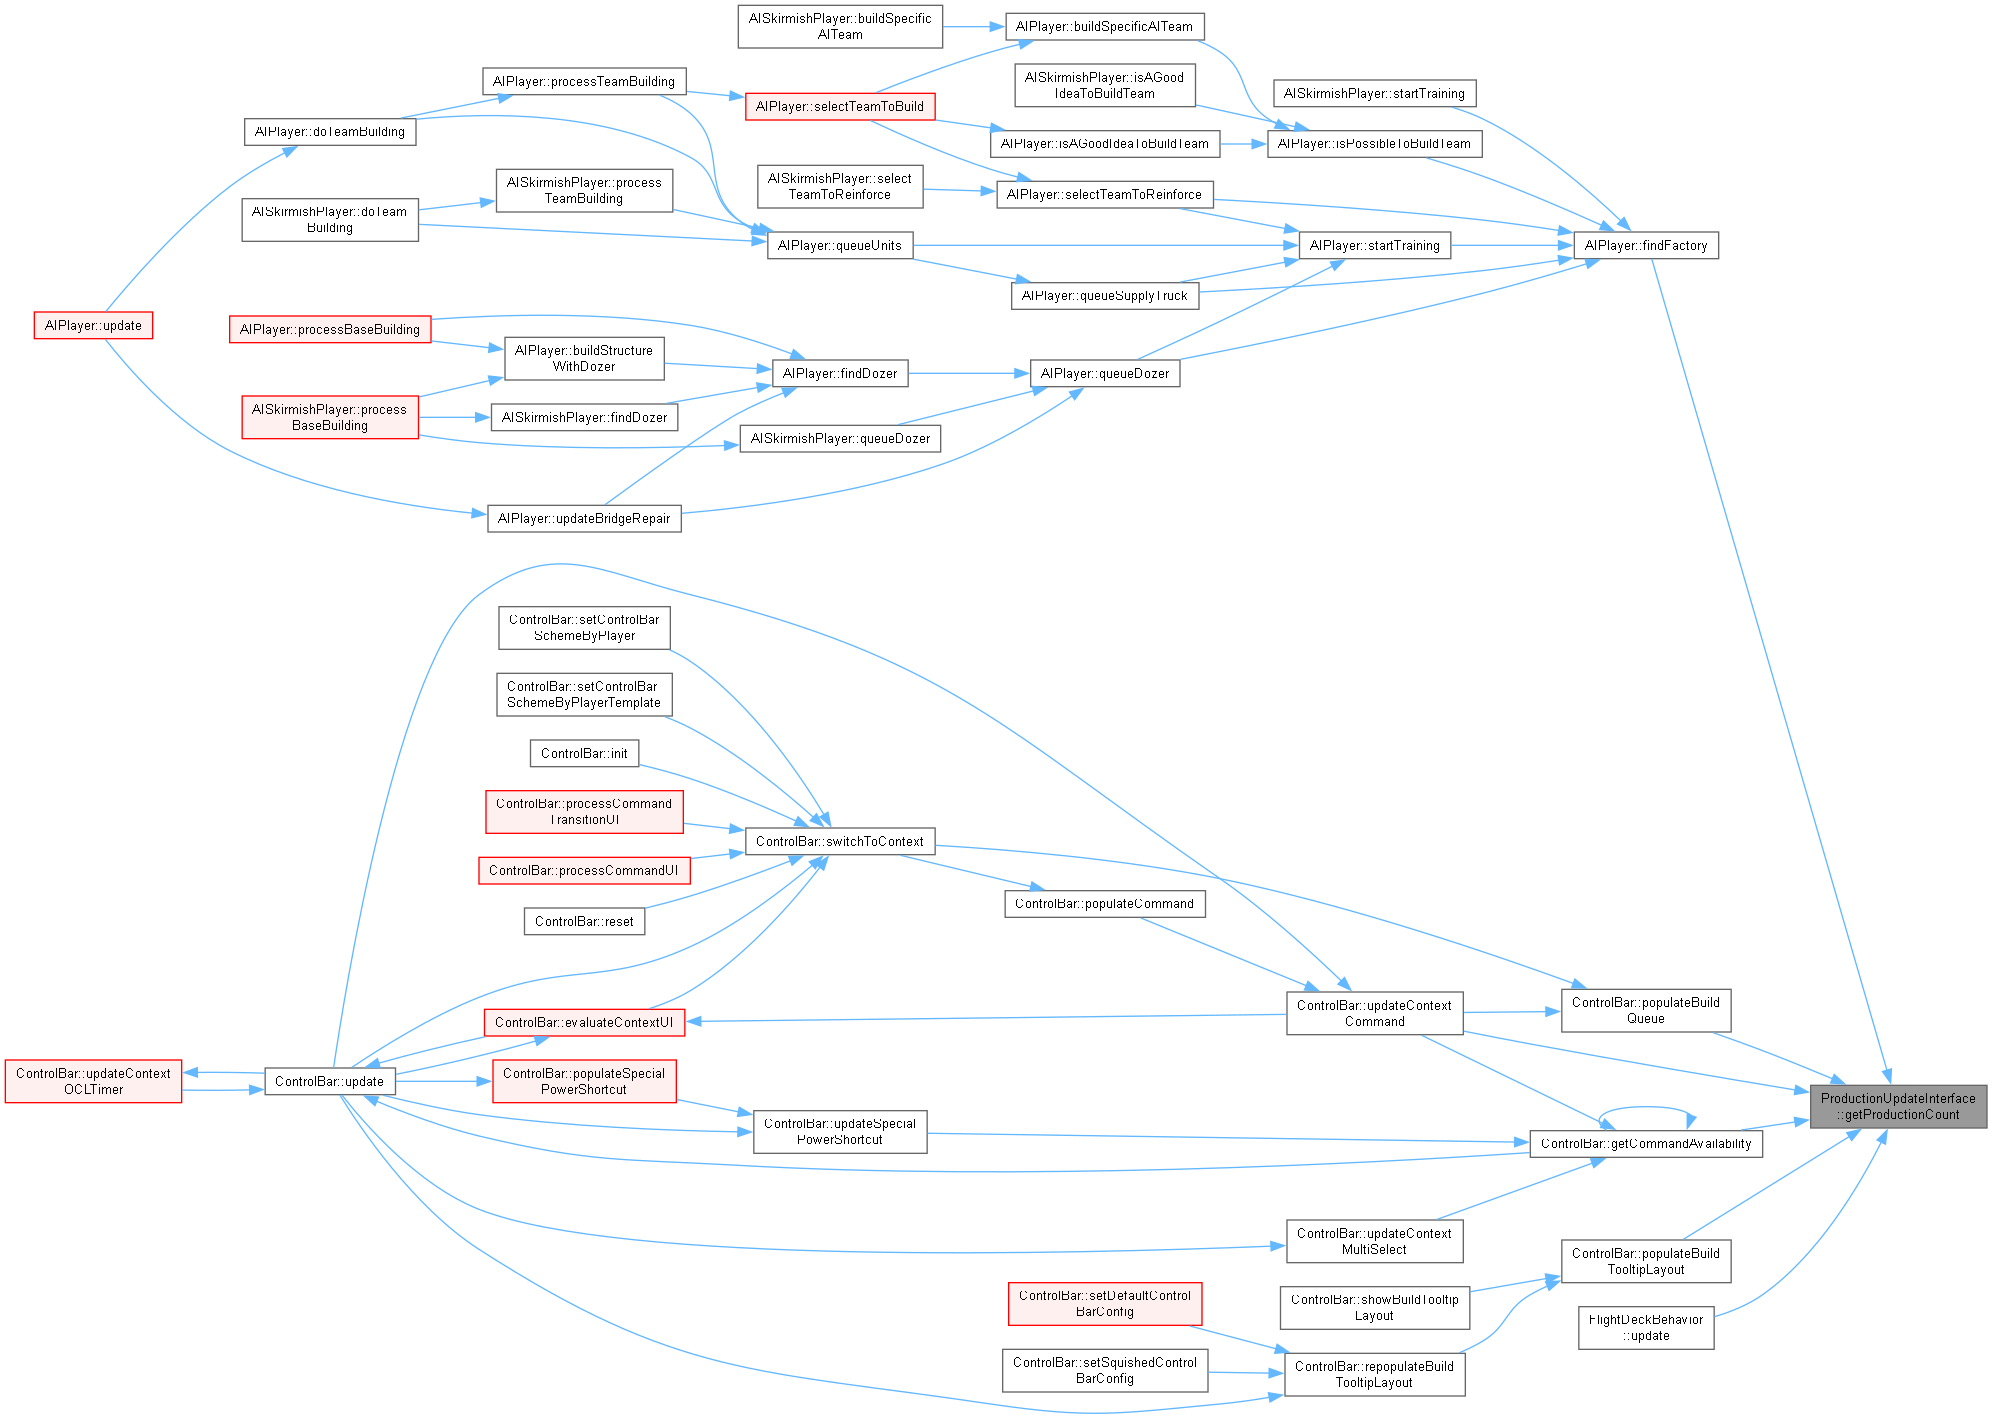 AISkirmishPlayer::buildSpecific
AITeam
AIPlayer::buildSpecificAITeam
AIPlayer::processTeamBuilding
AISkirmishPlayer::isAGood
IdeaToBuildTeam
AISkirmishPlayer::startTraining
AIPlayer::selectTeamToBuild
AIPlayer::doTeamBuilding
AIPlayer::isAGoodIdeaToBuildTeam
AIPlayer::isPossibleToBuildTeam
AISkirmishPlayer::select
TeamToReinforce
AISkirmishPlayer::process
TeamBuilding
AIPlayer::selectTeamToReinforce
AISkirmishPlayer::doTeam
Building
AIPlayer::queueUnits
AIPlayer::startTraining
AIPlayer::findFactory
AIPlayer::queueSupplyTruck
AIPlayer::update
AIPlayer::processBaseBuilding
AIPlayer::buildStructure
WithDozer
AIPlayer::findDozer
AIPlayer::queueDozer
AISkirmishPlayer::process
BaseBuilding
AISkirmishPlayer::findDozer
AISkirmishPlayer::queueDozer
AIPlayer::updateBridgeRepair
ControlBar::setControlBar
SchemeByPlayer
ControlBar::setControlBar
SchemeByPlayerTemplate
ControlBar::init
ControlBar::processCommand
TransitionUI
ControlBar::switchToContext
ControlBar::processCommandUI
ControlBar::populateCommand
ControlBar::reset
ControlBar::evaluateContextUI
ControlBar::updateContext
Command
ControlBar::populateBuild
Queue
ControlBar::updateContext
OCLTimer
ControlBar::update
ControlBar::populateSpecial
PowerShortcut
ProductionUpdateInterface
::getProductionCount
ControlBar::updateSpecial
PowerShortcut
ControlBar::getCommandAvailability
ControlBar::updateContext
MultiSelect
ControlBar::populateBuild
TooltipLayout
ControlBar::setDefaultControl
BarConfig
ControlBar::showBuildTooltip
Layout
FlightDeckBehavior
::update
ControlBar::setSquishedControl
BarConfig
ControlBar::repopulateBuild
TooltipLayout